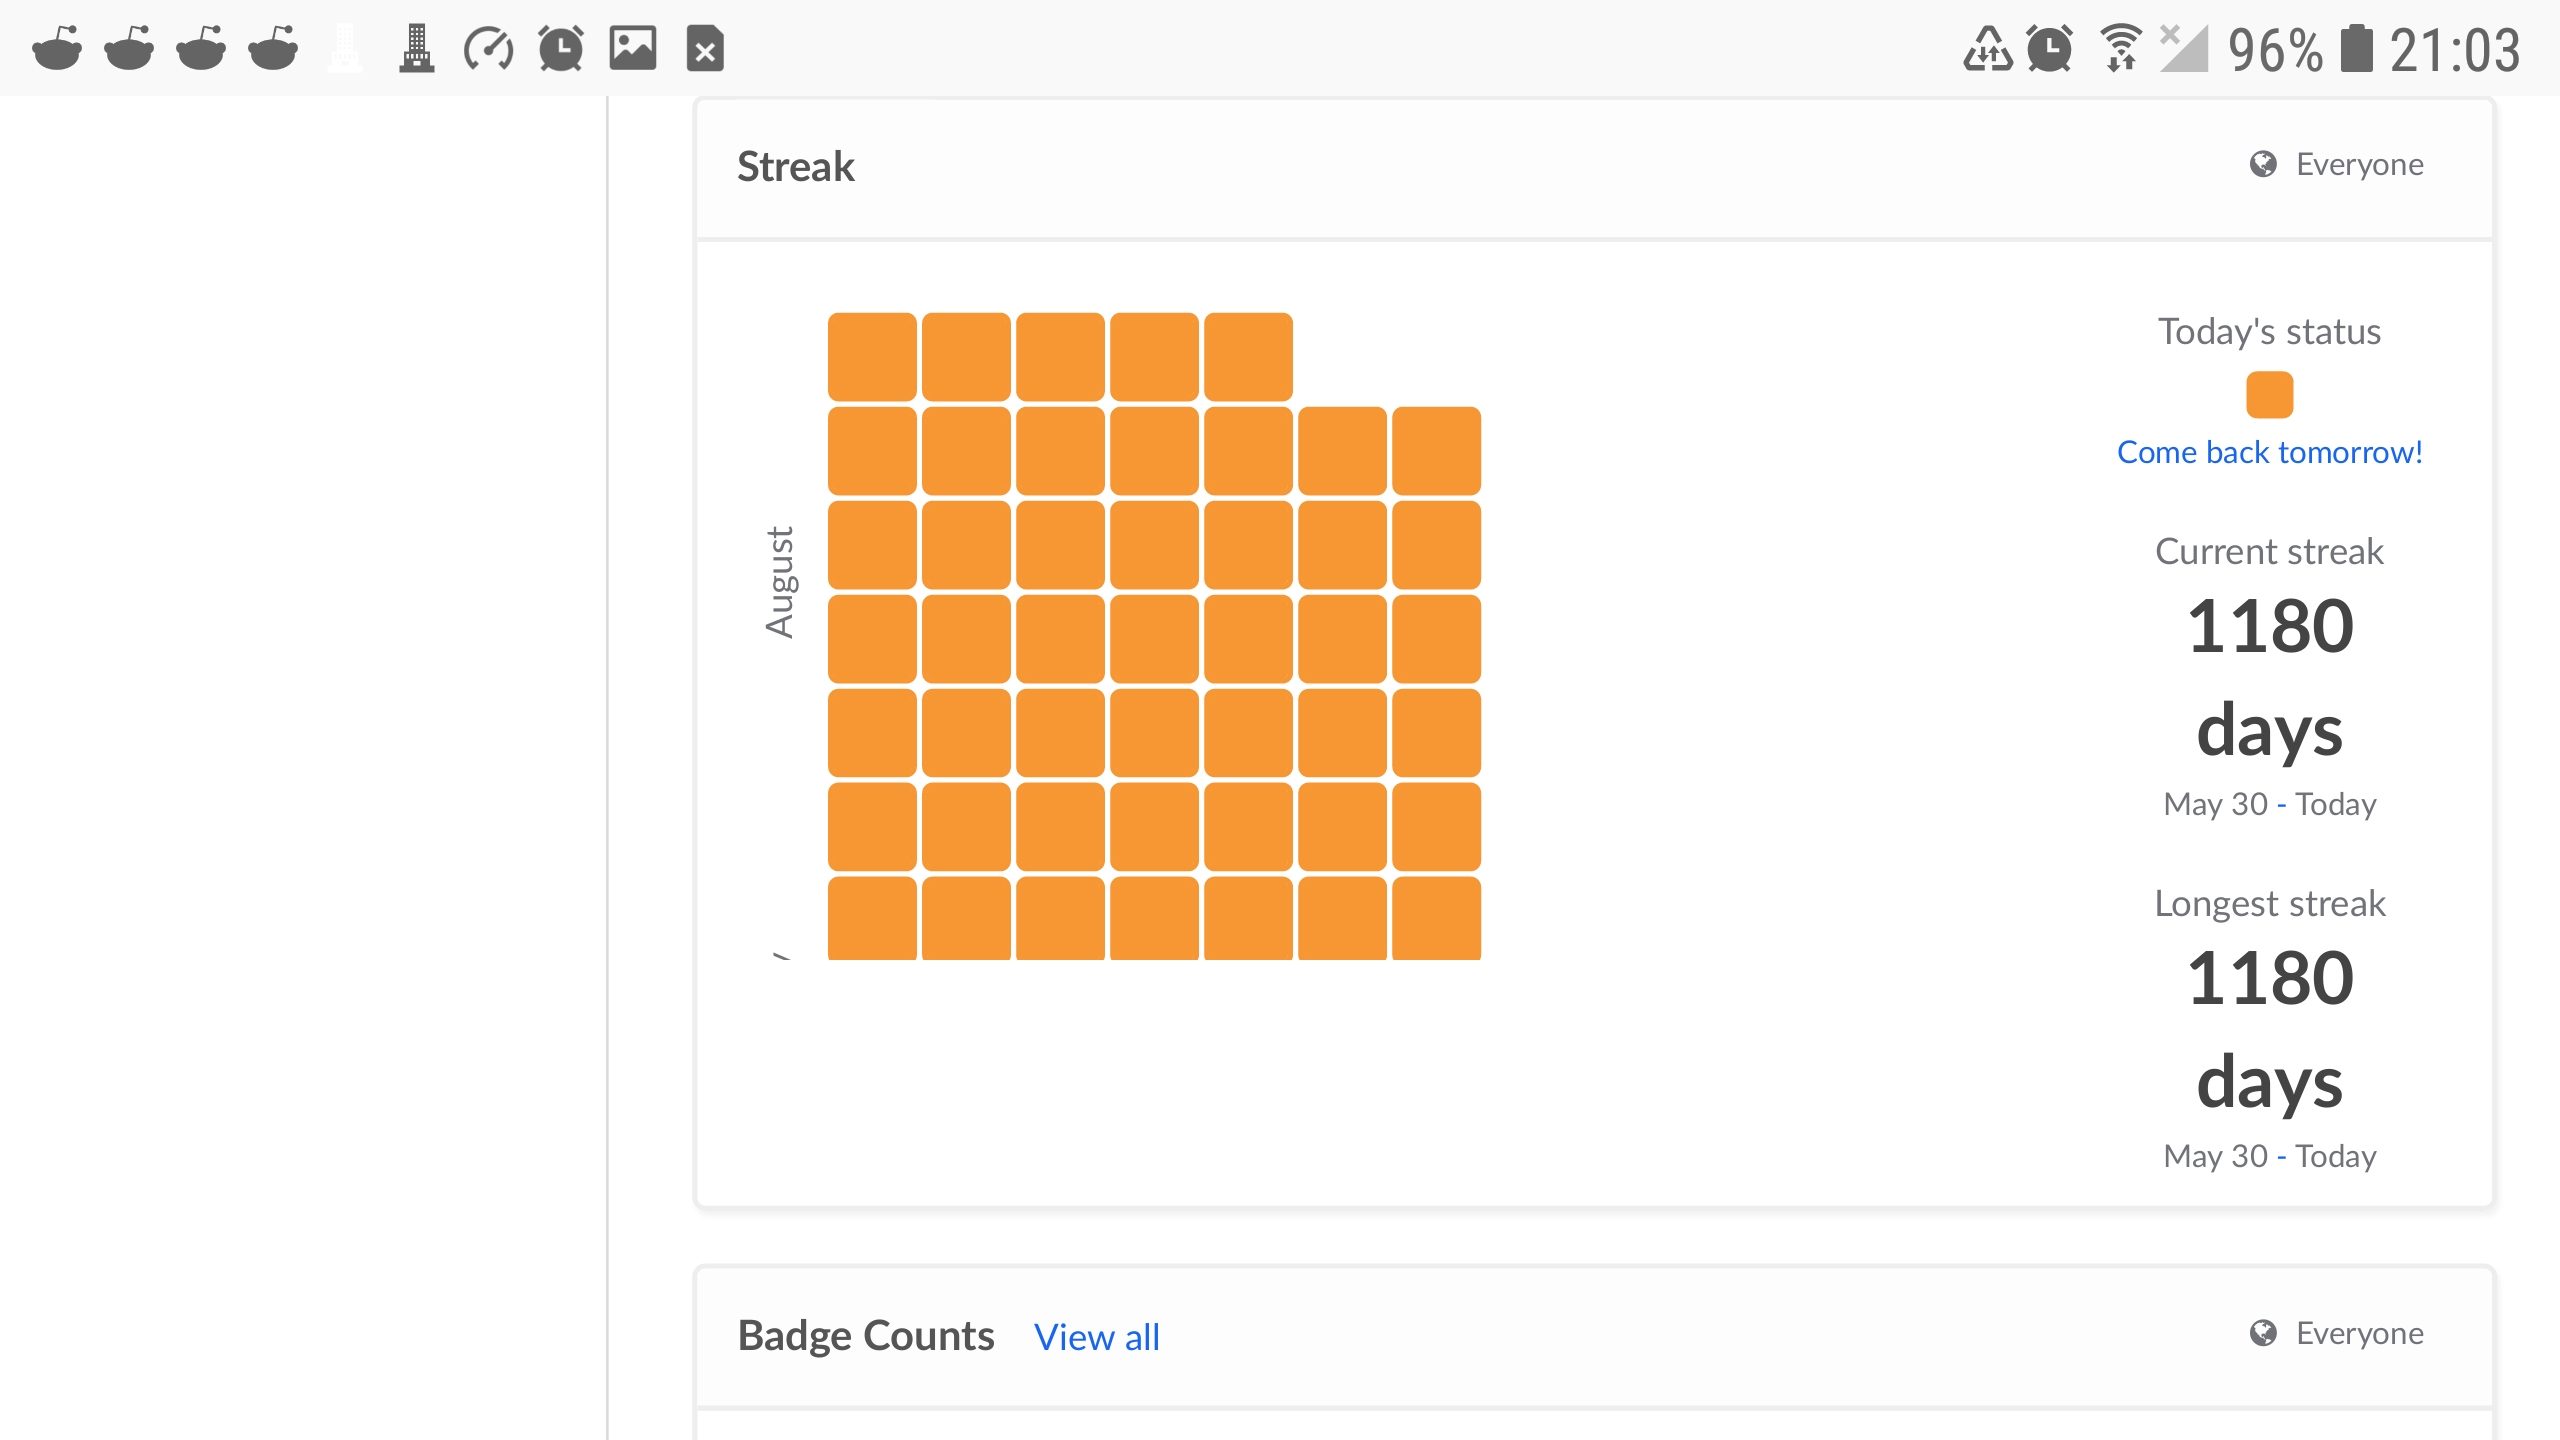 96% 21:03
Streak
Everyone
Today's status
Come back tomorrow!
August
Current streak
1180
days
May 30 - Today
Longest streak
1180
days
May 30 - Today
Badge Counts View all
Everyone